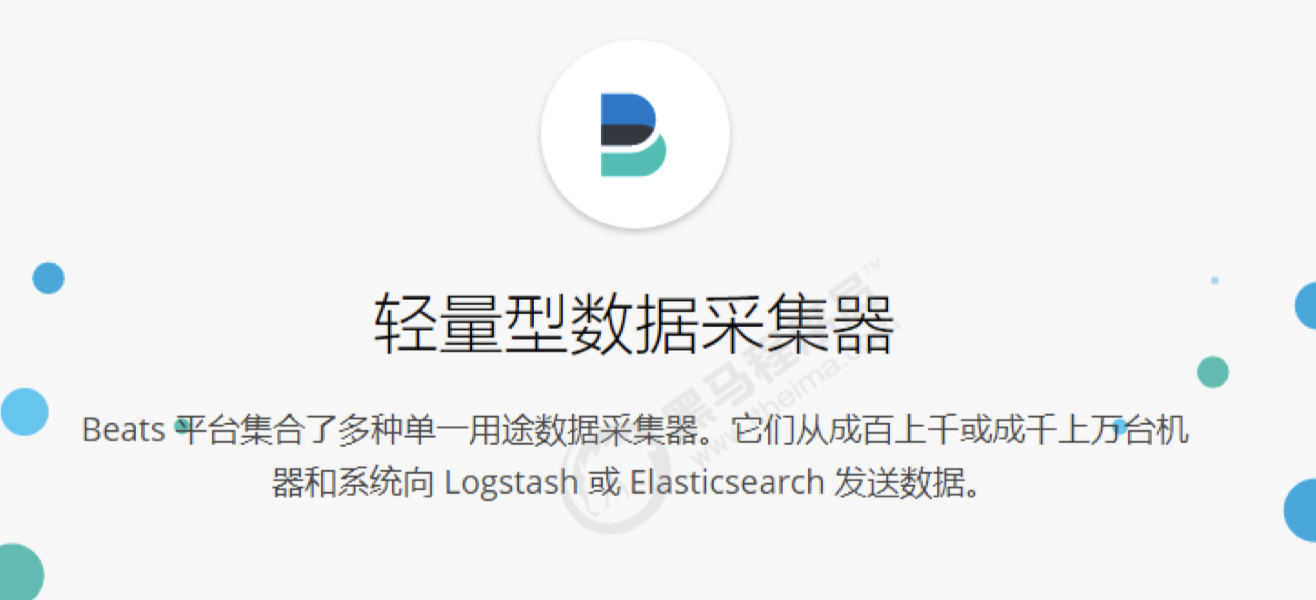 轻量型数据采集器
Beats 平台集合了多种单一用途数据采集器。它们从成百上千或成千上万台机
器和系统向 Logstash 或 Elasticsearch 发送数据。
黑马程序员™
www.itheima.com